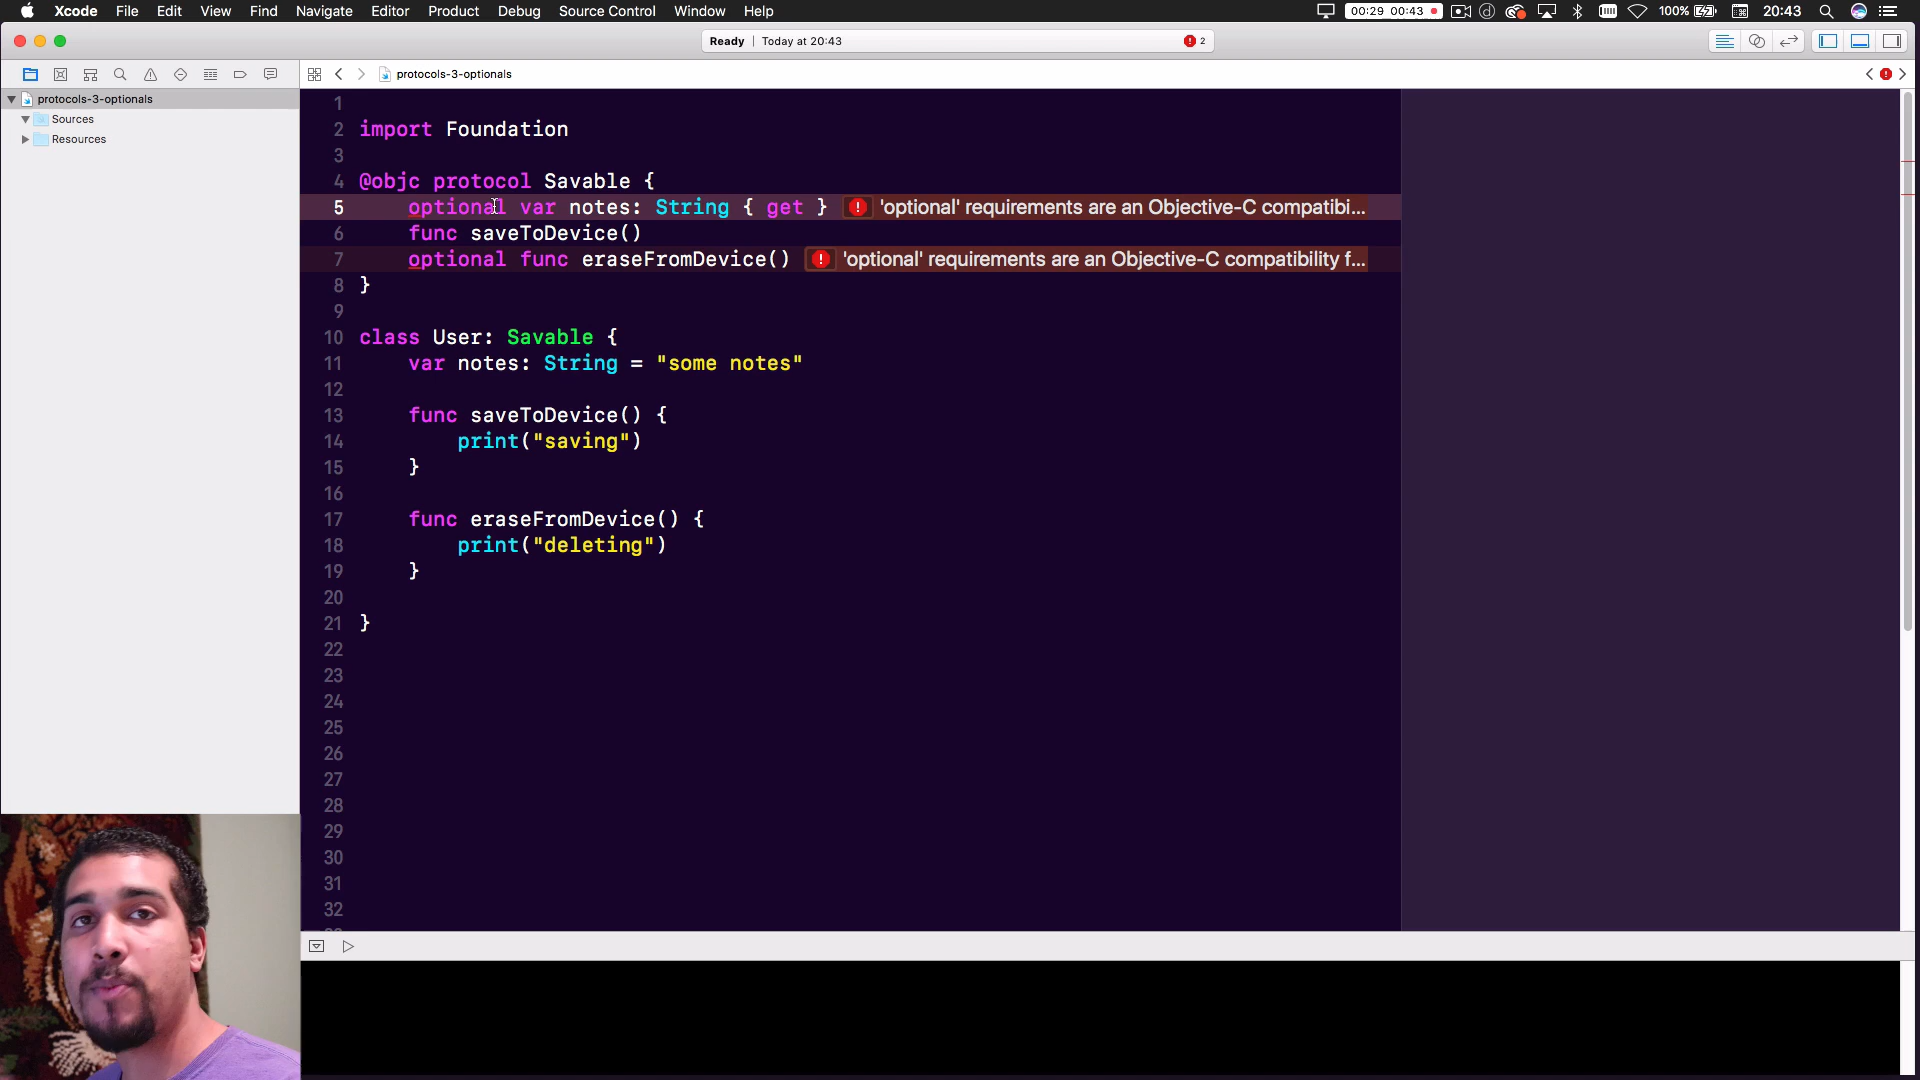 Xcode File Edit View Find Navigate Editor Product Debug Source Control Window Help 00:29 00:43 100% 20:43
Ready | Today at 20:43 2
protocols-3-optionals
protocols-3-optionals
Sources
Resources
1
2 import Foundation
3
4 @objc protocol Savable {
5 optional var notes: String { get } 'optional' requirements are an Objective-C compatibi...
6 func saveToDevice()
7 optional func eraseFromDevice() 'optional' requirements are an Objective-C compatibility f...
8 }
9
10 class User: Savable {
11 var notes: String = "some notes"
12
13 func saveToDevice() {
14 print("saving")
15 }
16
17 func eraseFromDevice() {
18 print("deleting")
19 }
20
21 }
22
23
24
25
26
27
28
29
30
31
32